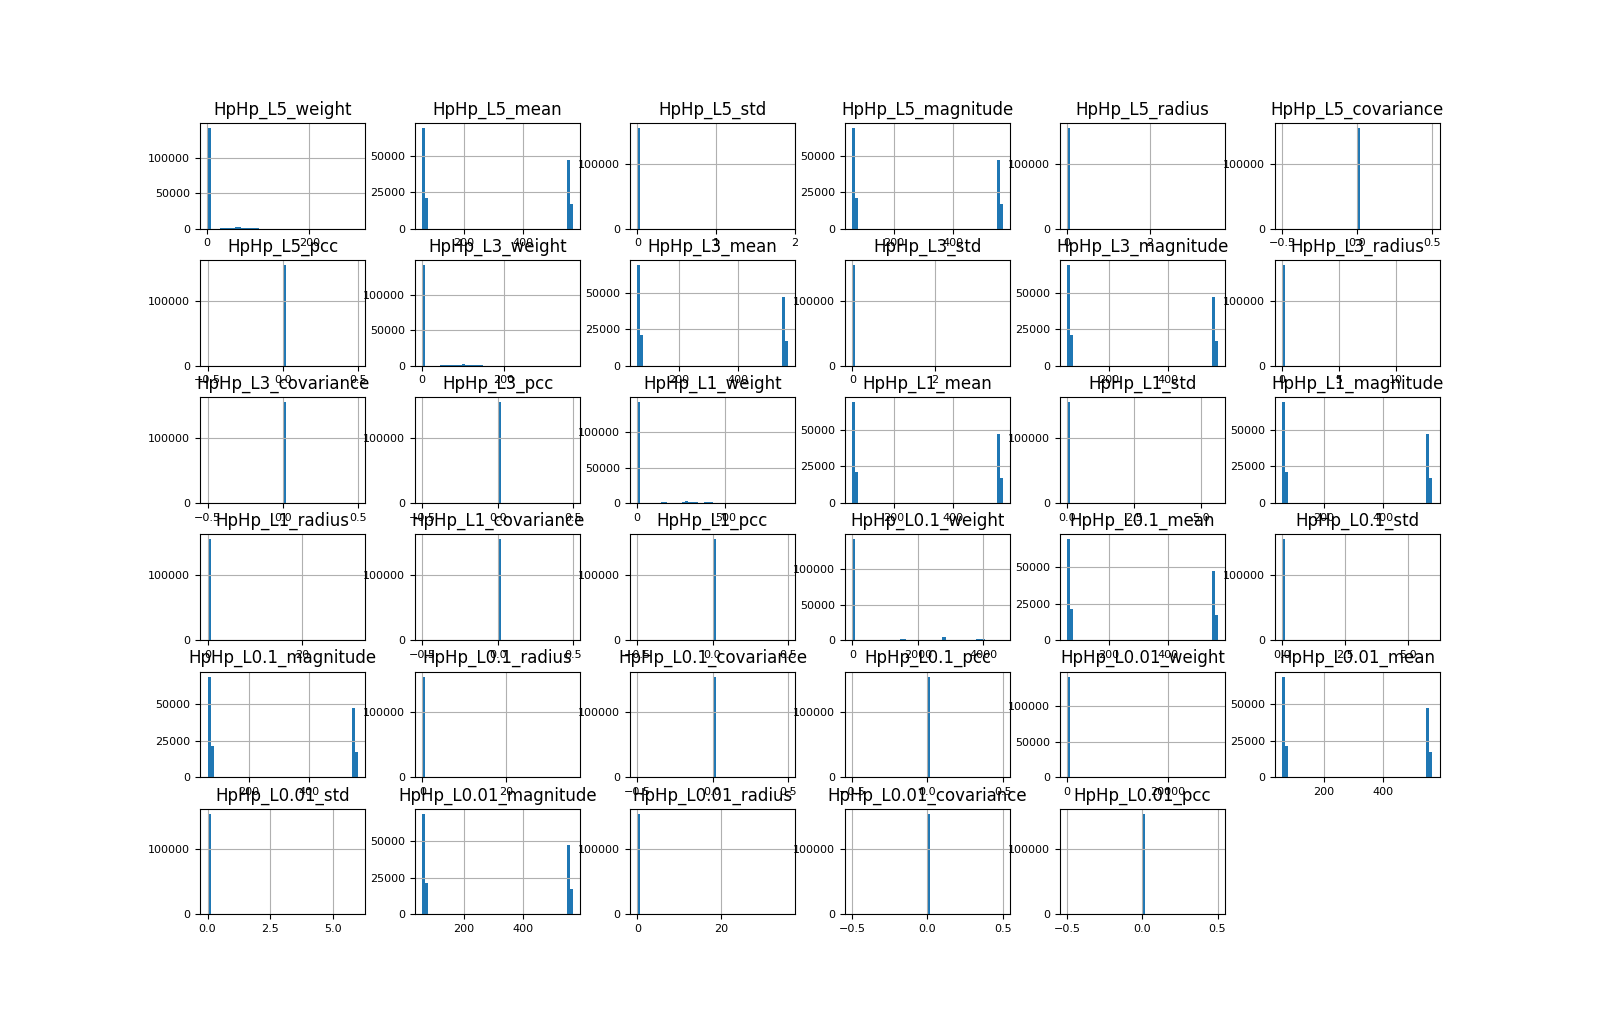 HpHp_L5_weight HpHp_L5_mean HpHp_L5_std HpHp_L5_magnitude HpHp_L5_radius HpHp_L5_covariance
100000 50000 0 0 200
50000 25000 0 200 400
100000 0 0 1 2
50000 25000 0 200 400
100000 0 0 2
100000 0 −0.5 0.0 0.5
HpHp_L5_pcc HpHp_L3_weight HpHp_L3_mean HpHp_L3_std HpHp_L3_magnitude HpHp_L3_radius
100000 0 −0.5 0.0 0.5
100000 50000 0 0 200
50000 25000 0 200 400
100000 0 0 2
50000 25000 0 200 400
100000 0 0 5 10
HpHp_L3_covariance HpHp_L3_pcc HpHp_L1_weight HpHp_L1_mean HpHp_L1_std HpHp_L1_magnitude
100000 0 −0.5 0.0 0.5
100000 0 −0.5 0.0 0.5
100000 50000 0 0 500
50000 25000 0 200 400
100000 0 0.0 2.5 5.0
50000 25000 0 200 400
HpHp_L1_radius HpHp_L1_covariance HpHp_L1_pcc HpHp_L0.1_weight HpHp_L0.1_mean HpHp_L0.1_std
100000 0 0 20
100000 0 −0.5 0.0 0.5
100000 0 −0.5 0.0 0.5
100000 50000 0 0 2000 4000
50000 25000 0 200 400
100000 0 0.0 2.5 5.0
HpHp_L0.1_magnitude HpHp_L0.1_radius HpHp_L0.1_covariance HpHp_L0.1_pcc HpHp_L0.01_weight HpHp_L0.01_mean
50000 25000 0 200 400
100000 0 0 20
100000 0 −0.5 0.0 0.5
100000 0 −0.5 0.0 0.5
100000 50000 0 0 20000
50000 25000 0 200 400
HpHp_L0.01_std HpHp_L0.01_magnitude HpHp_L0.01_radius HpHp_L0.01_covariance HpHp_L0.01_pcc
100000 0 0.0 2.5 5.0
50000 25000 0 200 400
100000 0 0 20
100000 0 −0.5 0.0 0.5
100000 0 −0.5 0.0 0.5